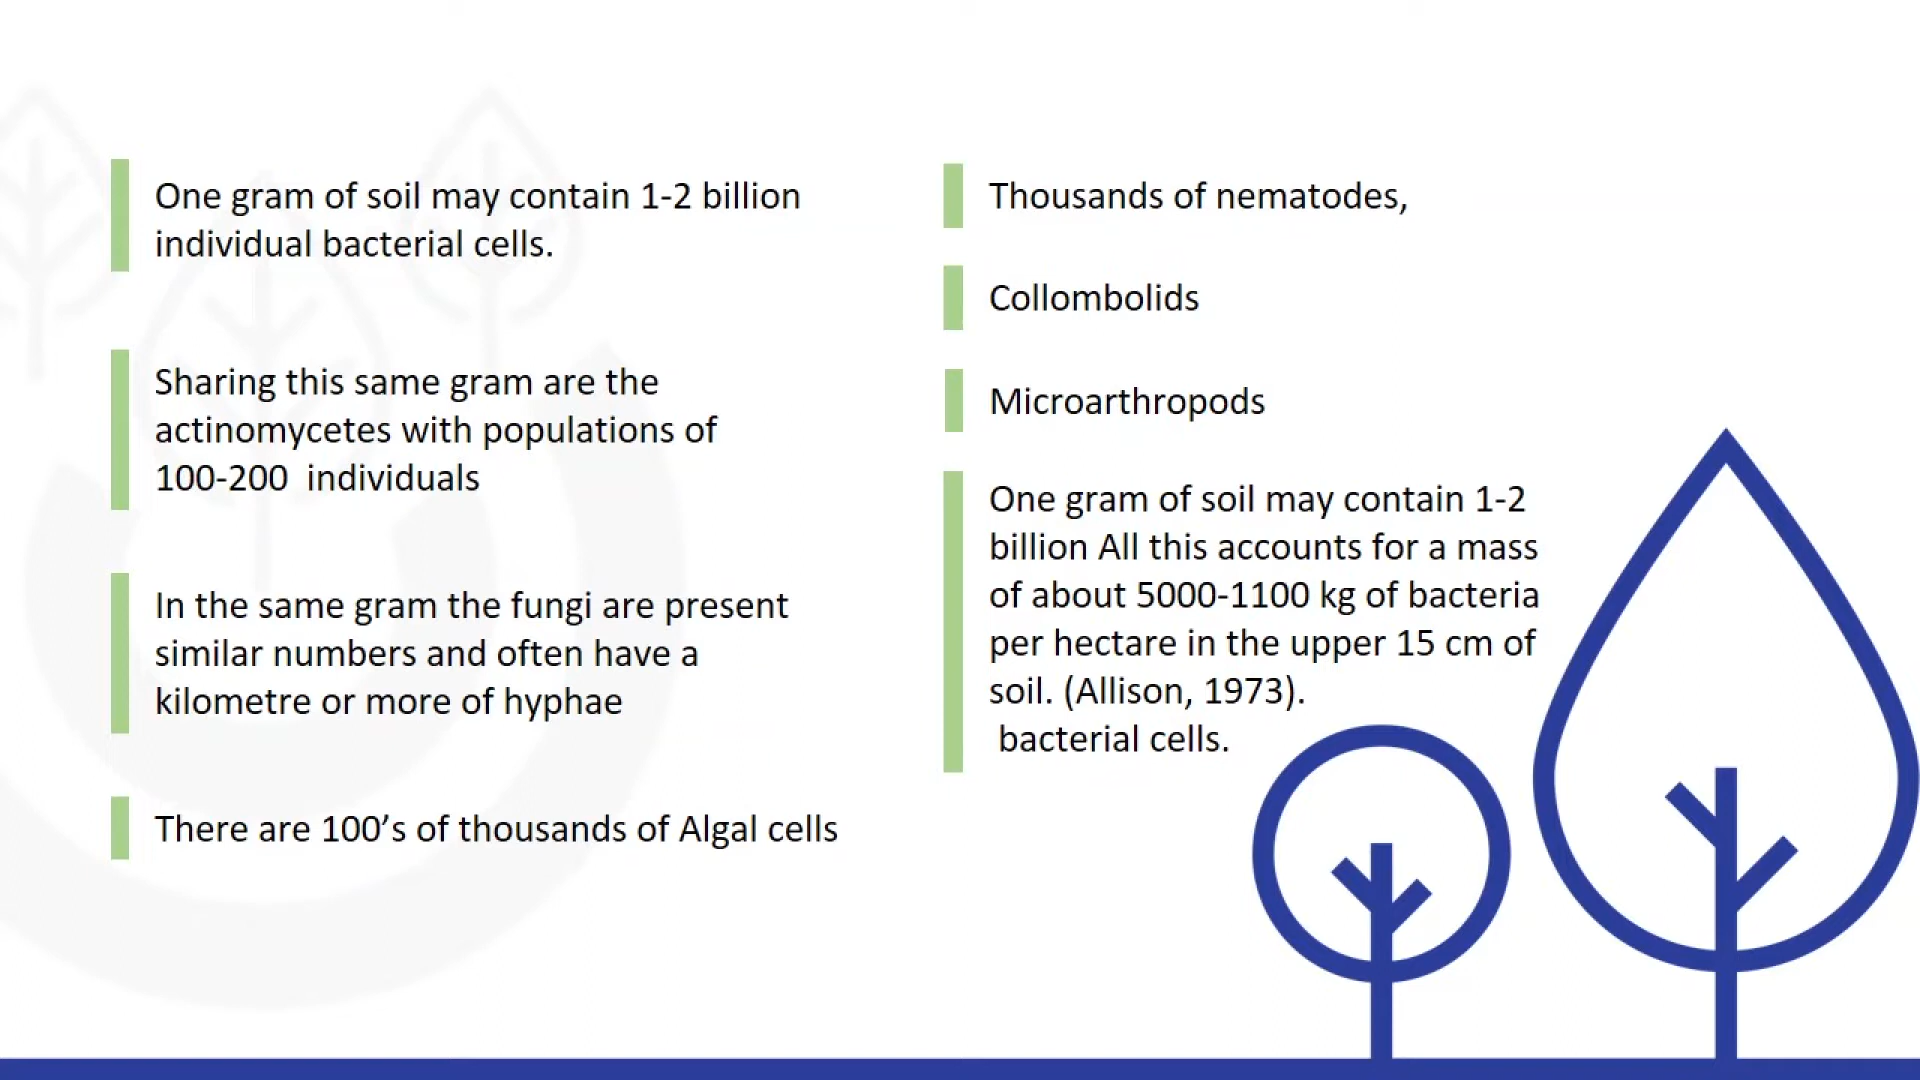 One gram of soil may contain 1-2 billion
individual bacterial cells.
Sharing this same gram are the
actinomycetes with populations of
100-200  individuals
In the same gram the fungi are present
similar numbers and often have a
kilometre or more of hyphae
There are 100’s of thousands of Algal cells
Thousands of nematodes,
Collombolids
Microarthropods
One gram of soil may contain 1-2
billion All this accounts for a mass
of about 5000-1100 kg of bacteria
per hectare in the upper 15 cm of
soil. (Allison, 1973).
bacterial cells.